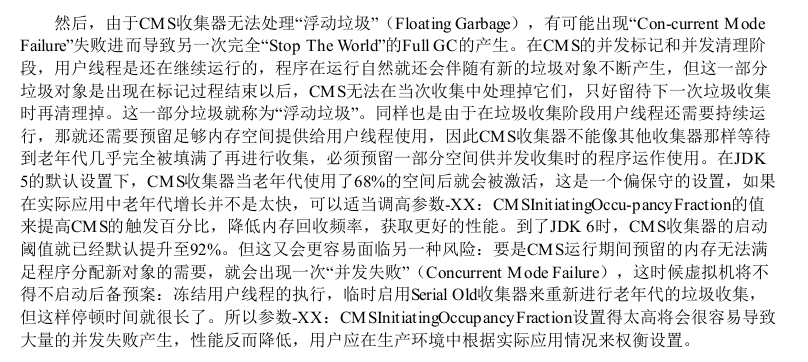 然后，由于CMS收集器无法处理“浮动垃圾”（Floating Garbage），有可能出现“Con-current Mode
Failure”失败进而导致另一次完全“Stop The World”的Full GC的产生。在CMS的并发标记和并发清理阶
段，用户线程是还在继续运行的，程序在运行自然就还会伴随有新的垃圾对象不断产生，但这一部分
垃圾对象是出现在标记过程结束以后，CMS无法在当次收集中处理掉它们，只好留待下一次垃圾收集
时再清理掉。这一部分垃圾就称为“浮动垃圾”。同样也是由于在垃圾收集阶段用户线程还需要持续运
行，那就还需要预留足够内存空间提供给用户线程使用，因此CMS收集器不能像其他收集器那样等待
到老年代几乎完全被填满了再进行收集，必须预留一部分空间供并发收集时的程序运作使用。在JDK
5的默认设置下，CMS收集器当老年代使用了68%的空间后就会被激活，这是一个偏保守的设置，如果
在实际应用中老年代增长并不是太快，可以适当调高参数-XX：CMSInitiatingOccu-pancyFraction的值
来提高CMS的触发百分比，降低内存回收频率，获取更好的性能。到了JDK 6时，CMS收集器的启动
阈值就已经默认提升至92%。但这又会更容易面临另一种风险：要是CMS运行期间预留的内存无法满
足程序分配新对象的需要，就会出现一次“并发失败”（Concurrent Mode Failure），这时候虚拟机将不
得不启动后备预案：冻结用户线程的执行，临时启用Serial Old收集器来重新进行老年代的垃圾收集，
但这样停顿时间就很长了。所以参数-XX：CMSInitiatingOccupancyFraction设置得太高将会很容易导致
大量的并发失败产生，性能反而降低，用户应在生产环境中根据实际应用情况来权衡设置。